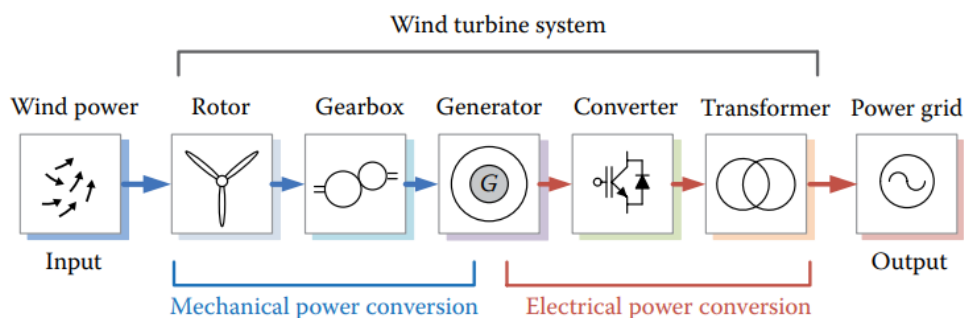 Wind turbine system
Wind power Rotor Gearbox Generator Converter Transformer Power grid
G
Input Output
Mechanical power conversion Electrical power conversion